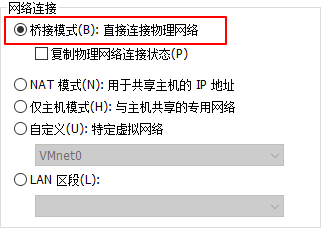 网络连接
桥接模式(B): 直接连接物理网络
复制物理网络连接状态(P)
NAT 模式(N): 用于共享主机的 IP 地址
仅主机模式(H): 与主机共享的专用网络
自定义(U): 特定虚拟网络
VMnet0
LAN 区段(L):